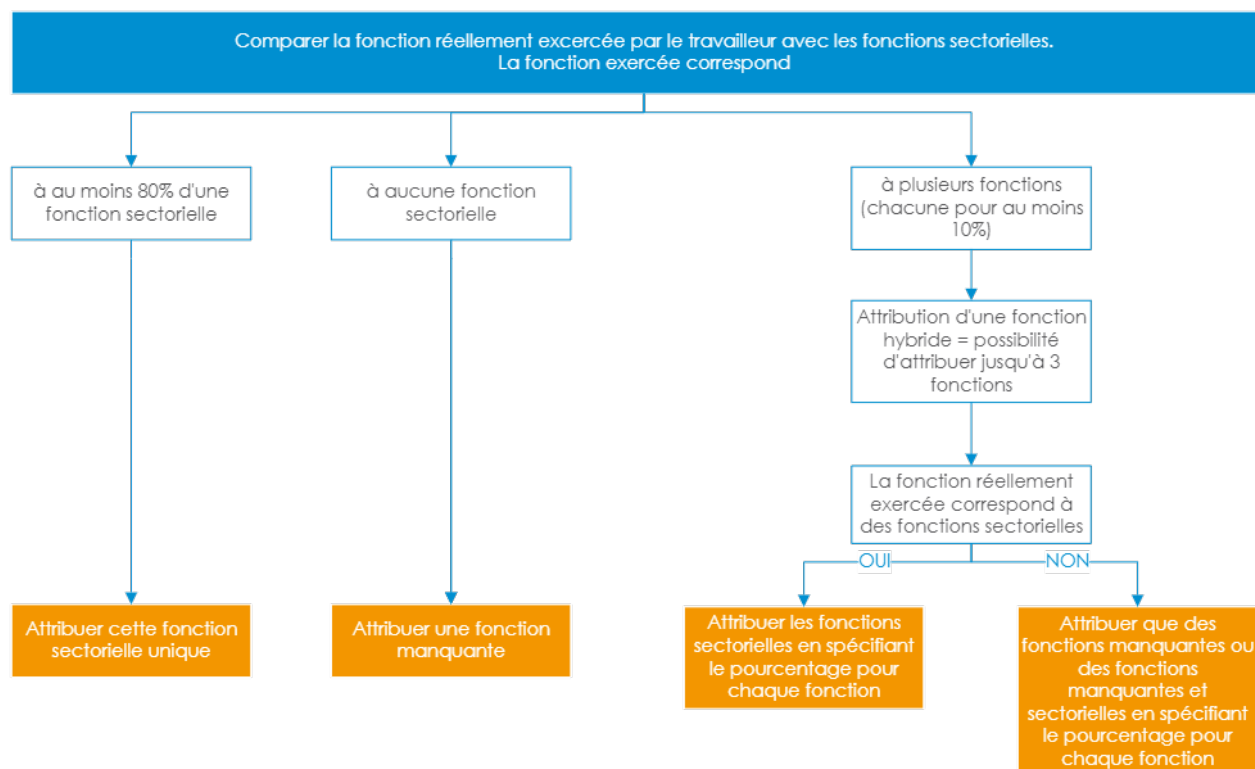 Comparer la fonction réellement excercée par le travailleur avec les fonctions sectorielles.
La fonction exercée correspond
à au moins 80% d'une
fonction sectorielle
à aucune fonction
sectorielle
à plusieurs fonctions
(chacune pour au moins
10%)
Attribution d'une fonction
hybride = possibilité
d'attribuer jusqu'à 3
fonctions
La fonction réellement
exercée correspond à
des fonctions sectorielles
OUI
NON
Attribuer cette fonction
sectorielle unique
Attribuer une fonction
manquante
Attribuer les fonctions
sectorielles en spécifiant
le pourcentage pour
chaque fonction
Attribuer que des
fonctions manquantes ou
des fonctions
manquantes et
sectorielles en spécifiant
le pourcentage pour
chaque fonction